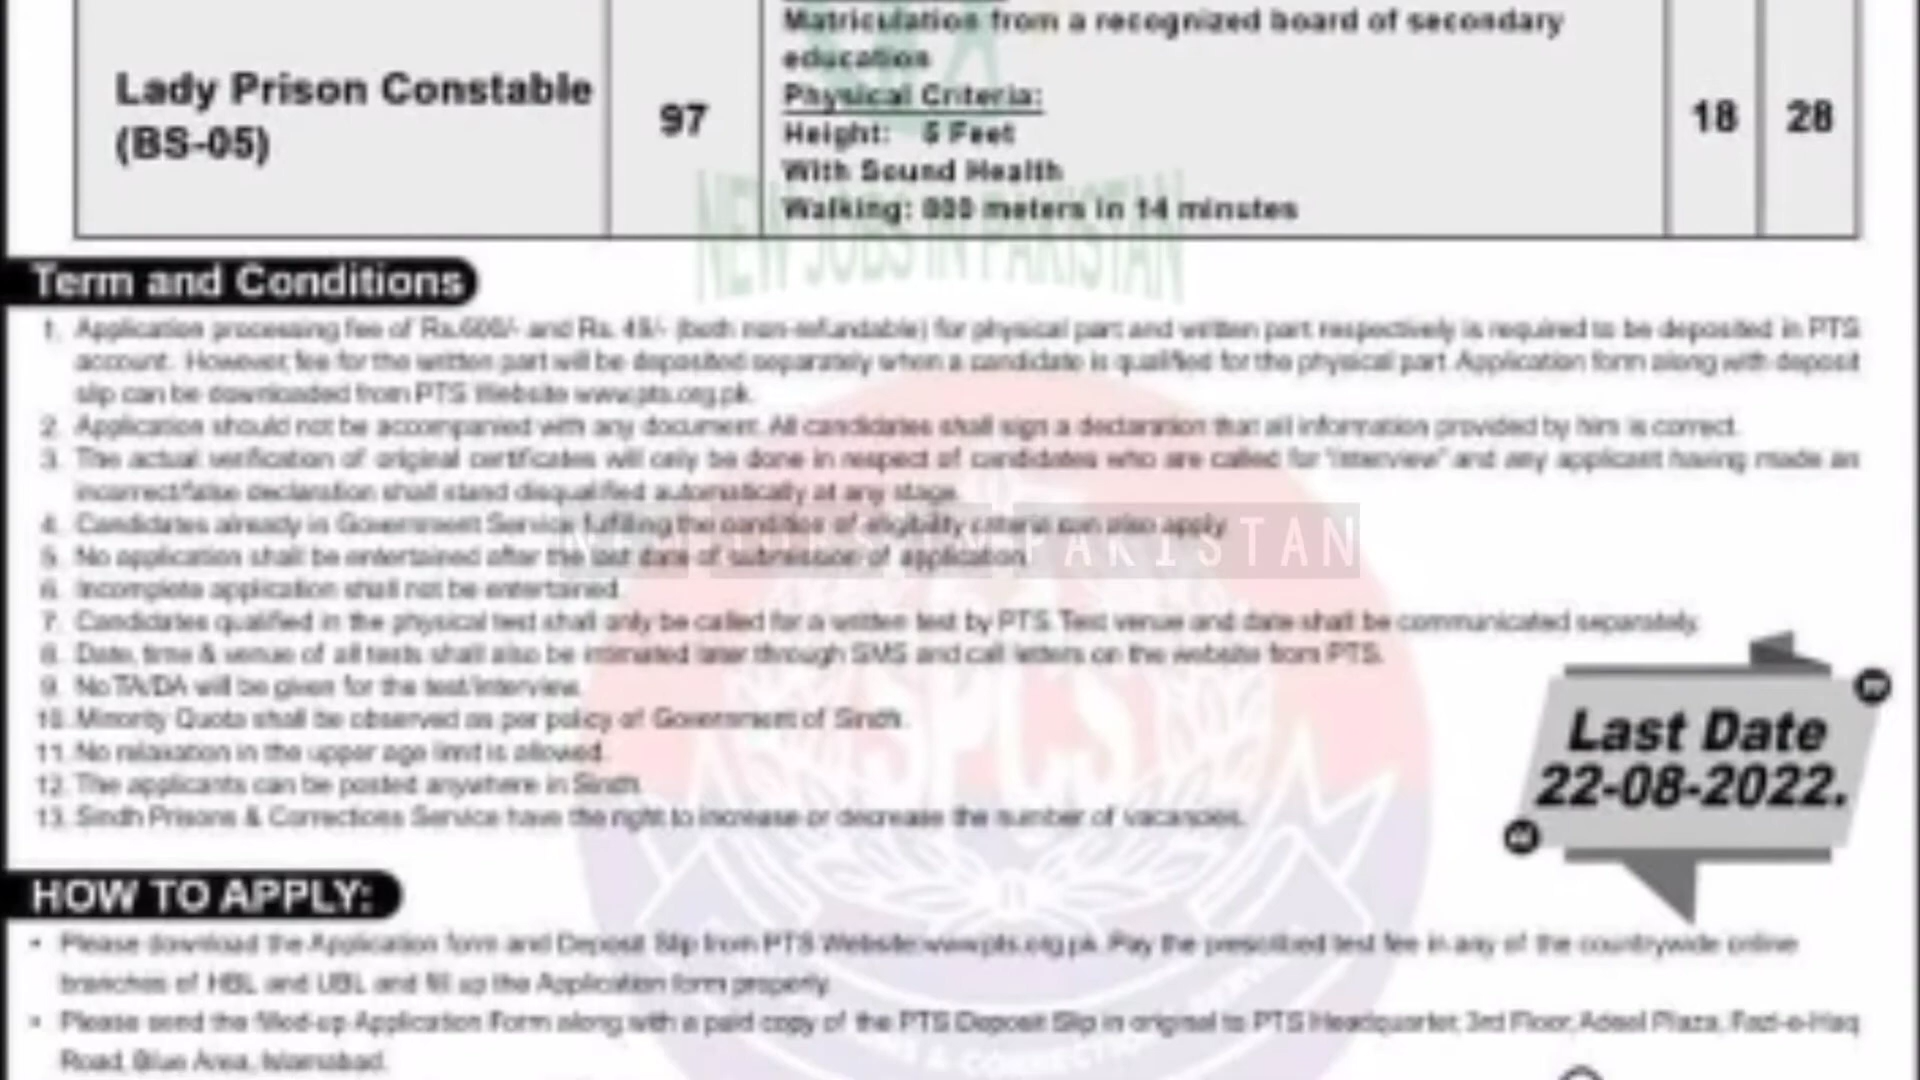 Matriculation from a recognized board of secondary
education
Lady Prison Constable
(BS-05)
97
Physical Criteria:
Height: 5 Feet
With Sound Health
Walking: 800 meters in 14 minutes
18
28
NEW JOBS IN PAKISTAN
Term and Conditions
1. Application processing fee of Rs.600/- and Rs. 49/- (both non-refundable) for physical part and written part respectively is required to be deposited in PTS
account. However, fee for the written part will be deposited separately when a candidate is qualified for the physical part. Application form along with deposit
slip can be downloaded from PTS Website www.pts.org.pk.
2. Application should not be accompanied with any document. All candidates shall sign a declaration that all information provided by him is correct.
3. The actual verification of original certificates will only be done in respect of candidates who are called for "Interview" and any applicant having made an
incorrect/false declaration shall stand disqualified automatically at any stage.
4. Candidates already in Government Service fulfilling the condition of eligibility criteria can also apply.
5. No application shall be entertained after the last date of submission of application.
PAKISTAN
6. Incomplete application shall not be entertained.
7. Candidates qualified in the physical test shall only be called for a written test by PTS. Test venue and date shall be communicated separately.
8. Date, time & venue of all tests shall also be intimated later through SMS and call letters on the website from PTS.
9. No TA/DA will be given for the test/interview.
10. Minority Quota shall be observed as per policy of Government of Sindh.
11. No relaxation in the upper age limit is allowed.
12. The applicants can be posted anywhere in Sindh.
13. Sindh Prisons & Corrections Service have the right to increase or decrease the number of vacancies.
SPCS
Last Date
22-08-2022.
HOW TO APPLY:
• Please download the Application form and Deposit Slip from PTS Website:www.pts.org.pk. Pay the prescribed test fee in any of the countrywide online
branches of HBL and UBL and fill up the Application form properly.
• Please send the filled-up Application Form along with a paid copy of the PTS Deposit Slip in original to PTS Headquarter, 3rd Floor, Adeel Plaza, Fazl-e-Haq
Road, Blue Area, Islamabad.